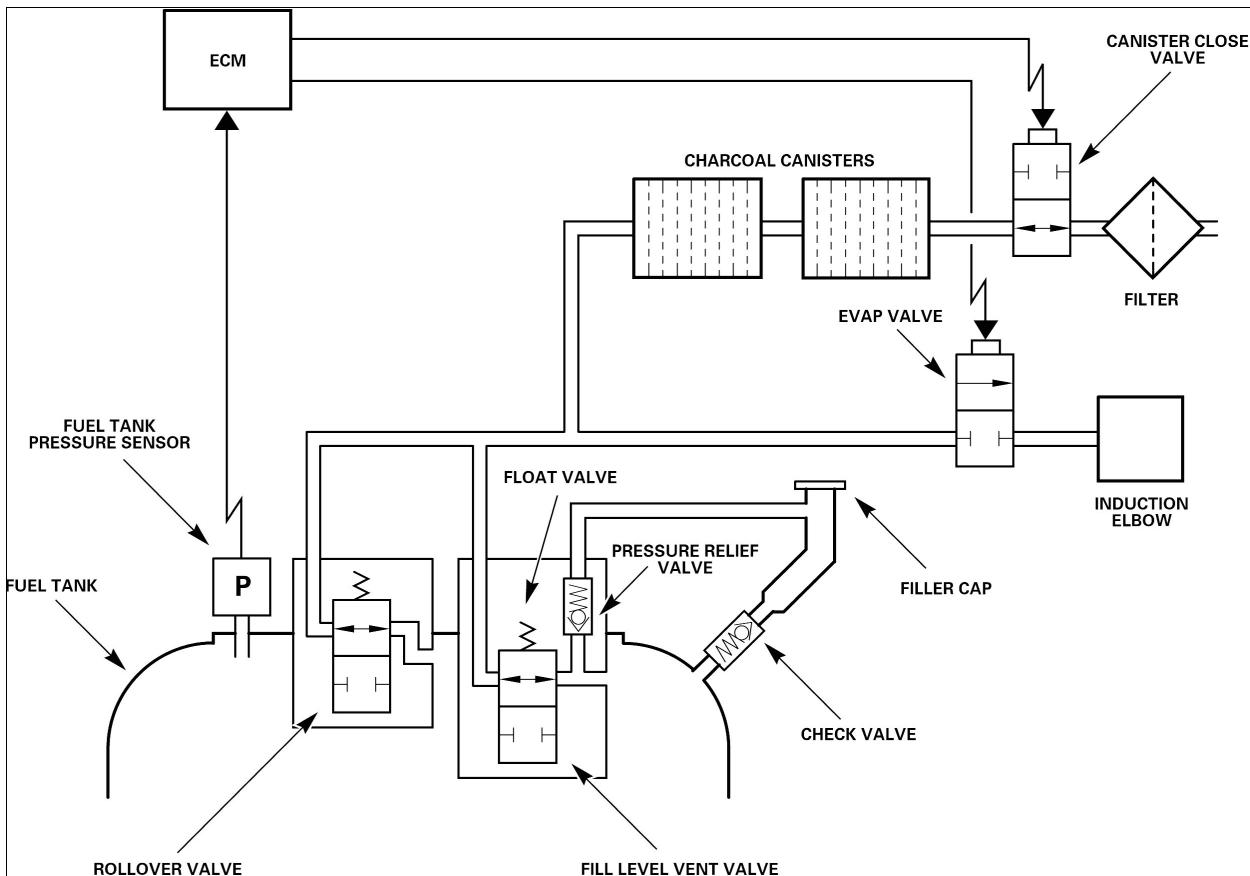 ECM
CANISTER CLOSE
VALVE
CHARCOAL CANISTERS
FILTER
EVAP VALVE
FUEL TANK
PRESSURE SENSOR
FLOAT VALVE
INDUCTION
ELBOW
PRESSURE RELIEF
VALVE
P
FUEL TANK
FILLER CAP
CHECK VALVE
ROLLOVER VALVE
FILL LEVEL VENT VALVE